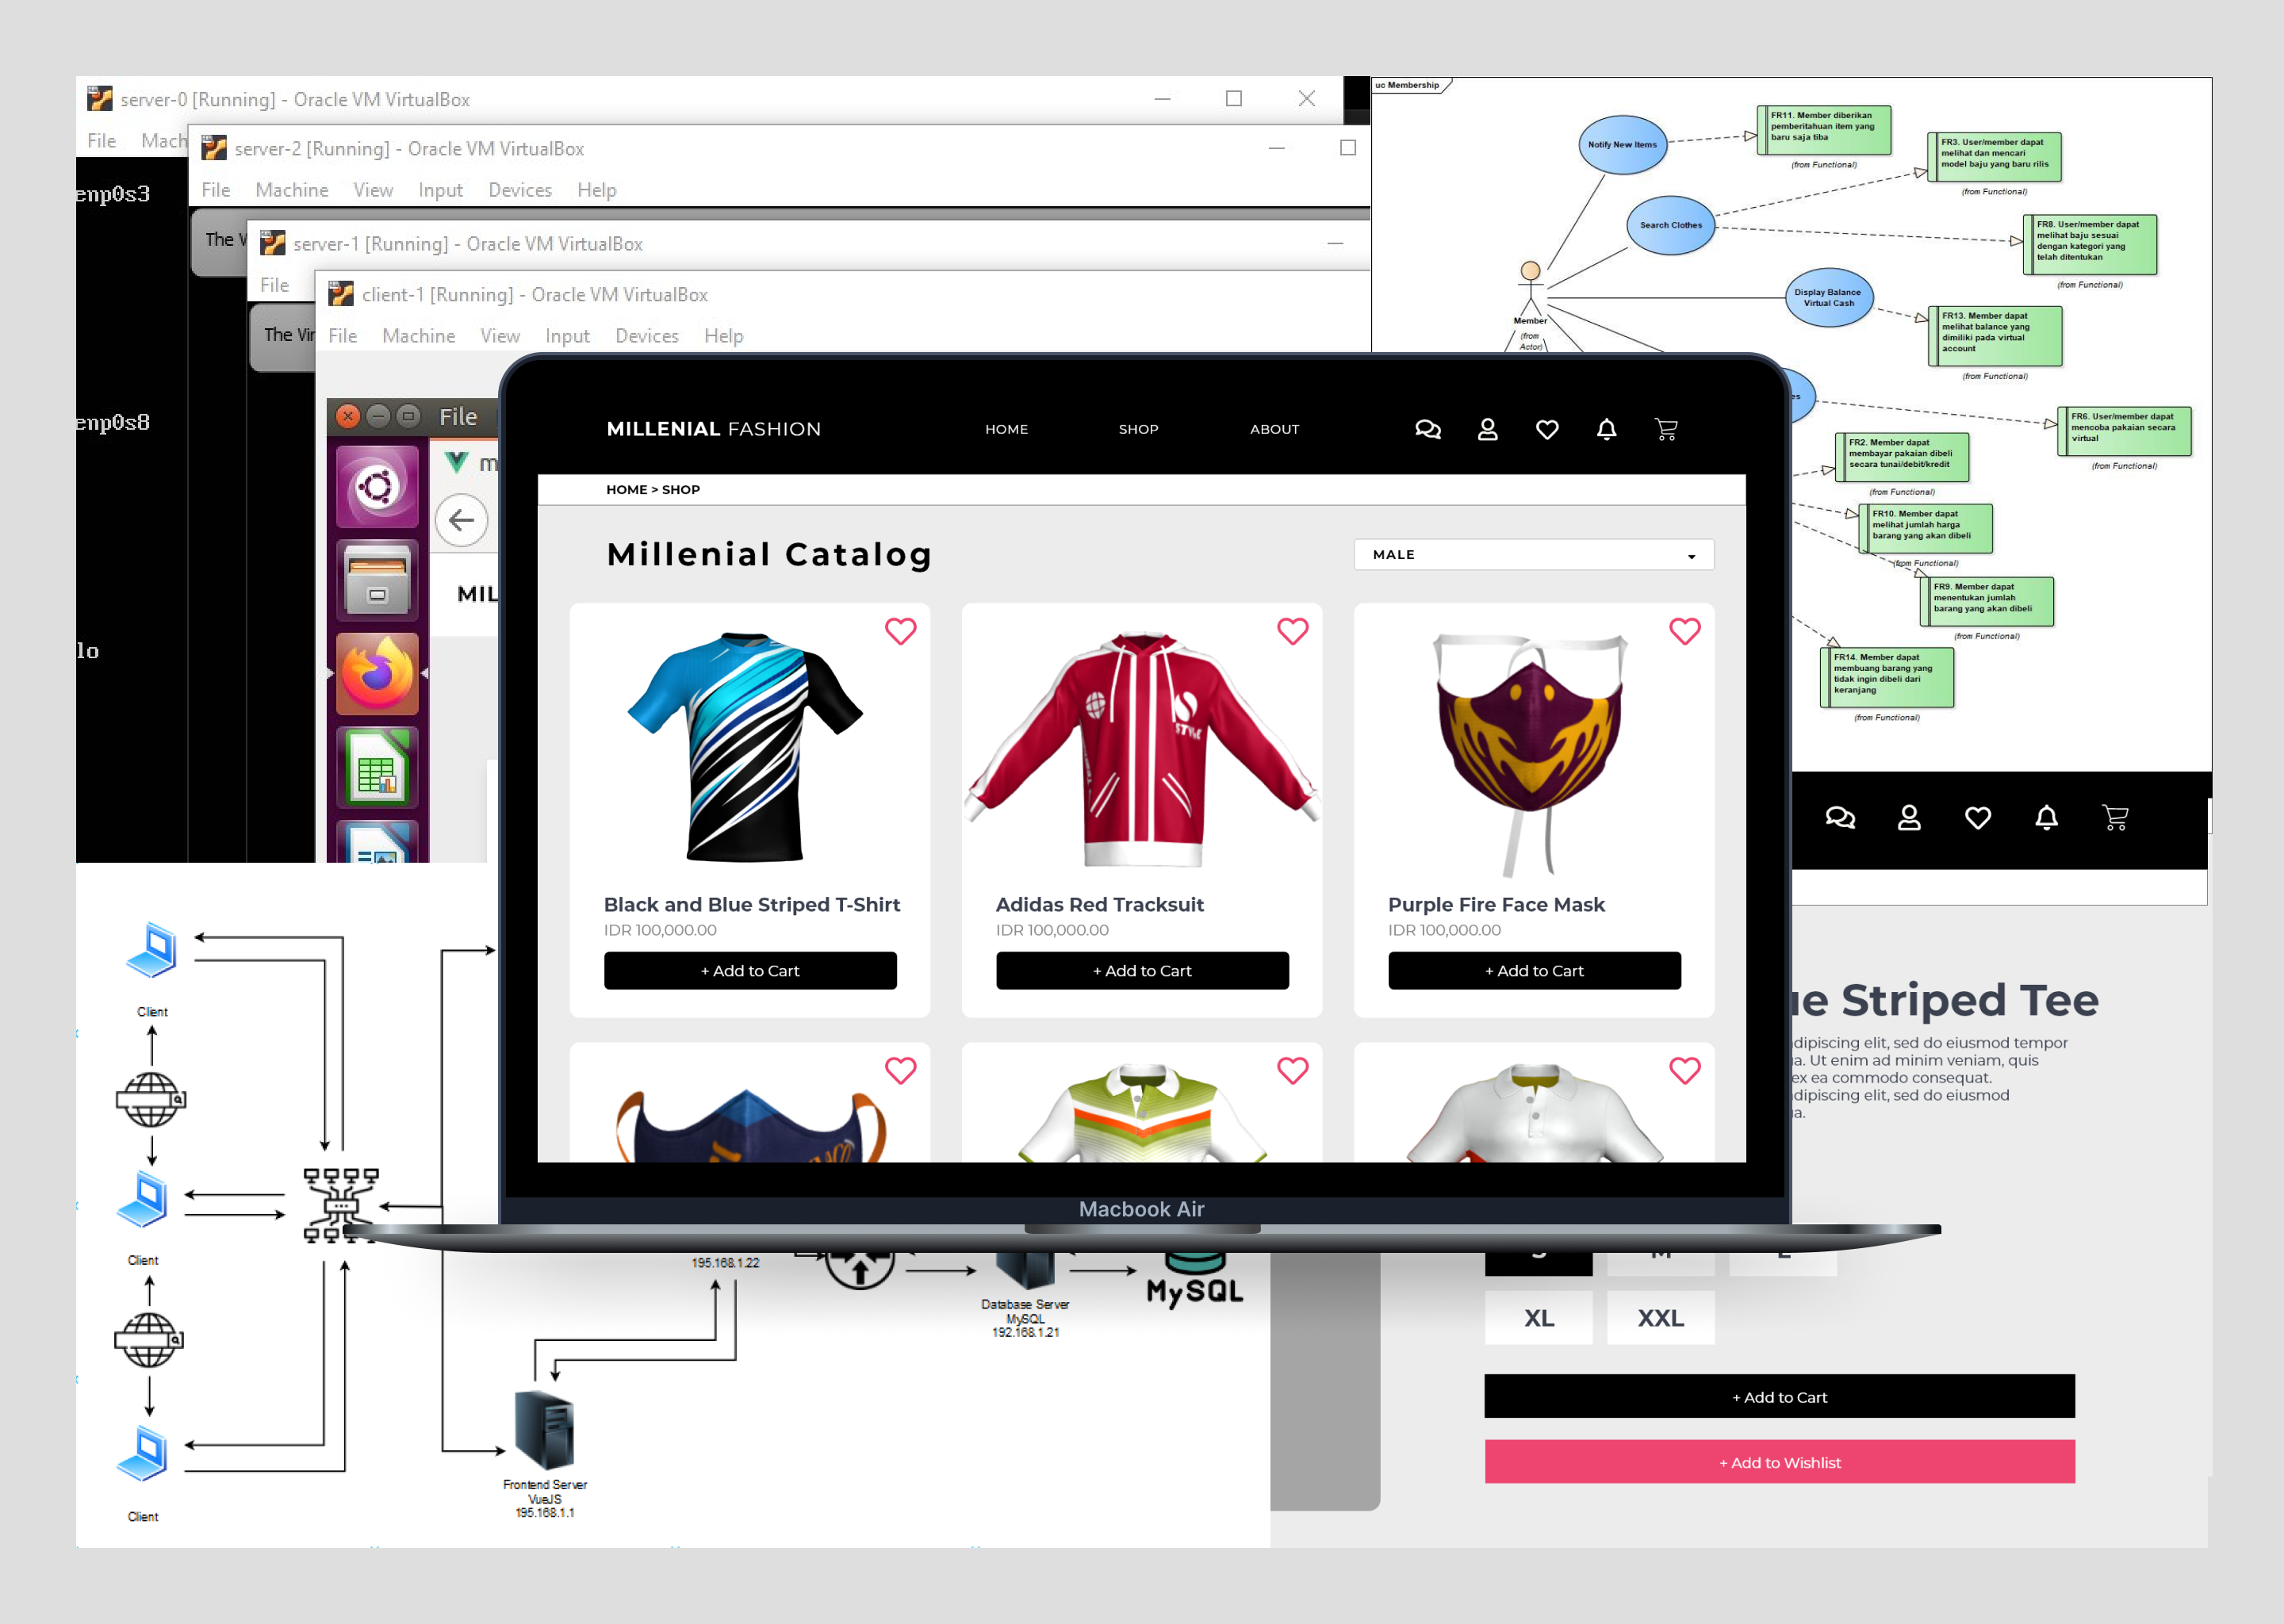 server-0 [Running] - Oracle VM VirtualBox
File Mach
enp0s3
enp0s8
lo
server-2 [Running] - Oracle VM VirtualBox
File Machine View Input Devices Help
The V
server-1 [Running] - Oracle VM VirtualBox
File
The Vir
client-1 [Running] - Oracle VM VirtualBox
File Machine View Input Devices Help
File
m
MIL
uc Membership
Notify New Items
FR11. Member diberikan
pemberitahuan item yang
baru saja tiba
(from Functional)
FR3. User/member dapat
melihat dan mencari
model baju yang baru rilis
(from Functional)
Search Clothes
FR8. User/member dapat
melihat baju sesuai
dengan kategori yang
telah ditentukan
(from Functional)
Member
(from
Actor)
Display Balance
Virtual Cash
FR13. Member dapat
melihat balance yang
dimiliki pada virtual
account
(from Functional)
es
FR6. User/member dapat
mencoba pakaian secara
virtual
(from Functional)
FR2. Member dapat
membayar pakaian dibeli
secara tunai/debit/kredit
(from Functional)
FR10. Member dapat
melihat jumlah harga
barang yang akan dibeli
(from Functional)
FR9. Member dapat
menentukan jumlah
barang yang akan dibeli
(from Functional)
FR14. Member dapat
membuang barang yang
tidak ingin dibeli dari
keranjang
(from Functional)
MILLENIAL FASHION HOME SHOP ABOUT
HOME > SHOP
Millenial Catalog
MALE
STYLE
Black and Blue Striped T-Shirt
IDR 100,000.00
+ Add to Cart
Adidas Red Tracksuit
IDR 100,000.00
+ Add to Cart
Purple Fire Face Mask
IDR 100,000.00
+ Add to Cart
Macbook Air
ue Striped Tee
dipiscing elit, sed do eiusmod tempor
a. Ut enim ad minim veniam, quis
ex ea commodo consequat.
dipiscing elit, sed do eiusmod
a.
S M L
XL XXL
+ Add to Cart
+ Add to Wishlist
Client
Client
Client
195.168.1.22
Database Server
MySQL
192.168.1.21
MySQL
Frontend Server
VueJS
195.168.1.1